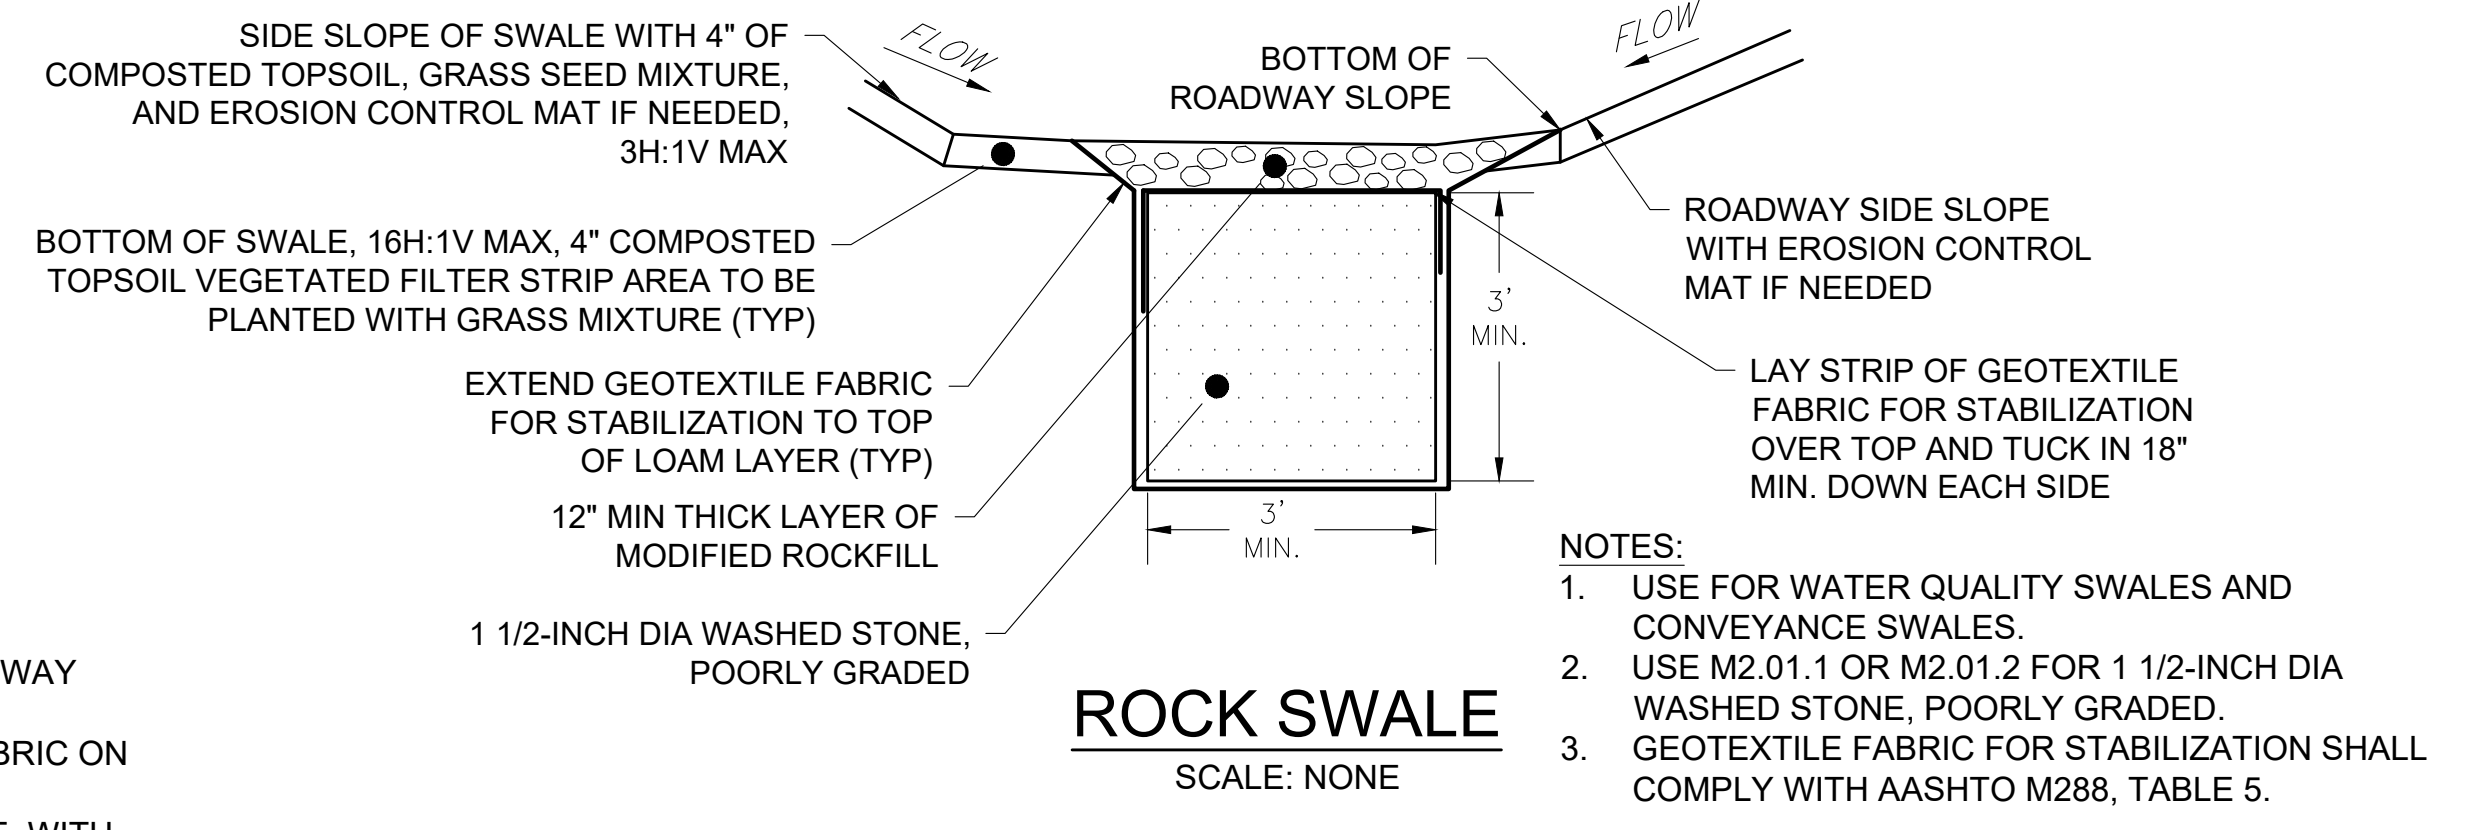 SIDE SLOPE OF SWALE WITH 4" OF
COMPOSTED TOPSOIL, GRASS SEED MIXTURE,
AND EROSION CONTROL MAT IF NEEDED,
3H:1V MAX
FLOW
BOTTOM OF
ROADWAY SLOPE
FLOW
BOTTOM OF SWALE, 16H:1V MAX, 4" COMPOSTED
TOPSOIL VEGETATED FILTER STRIP AREA TO BE
PLANTED WITH GRASS MIXTURE (TYP)
ROADWAY SIDE SLOPE
WITH EROSION CONTROL
MAT IF NEEDED
3'
MIN.
EXTEND GEOTEXTILE FABRIC
FOR STABILIZATION TO TOP
OF LOAM LAYER (TYP)
LAY STRIP OF GEOTEXTILE
FABRIC FOR STABILIZATION
OVER TOP AND TUCK IN 18"
MIN. DOWN EACH SIDE
12" MIN THICK LAYER OF
MODIFIED ROCKFILL
3'
MIN.
1 1/2-INCH DIA WASHED STONE,
POORLY GRADED
NOTES:
1. USE FOR WATER QUALITY SWALES AND
CONVEYANCE SWALES.
2. USE M2.01.1 OR M2.01.2 FOR 1 1/2-INCH DIA
WASHED STONE, POORLY GRADED.
3. GEOTEXTILE FABRIC FOR STABILIZATION SHALL
COMPLY WITH AASHTO M288, TABLE 5.
ROCK SWALE
SCALE: NONE
WAY
BRIC ON
WITH